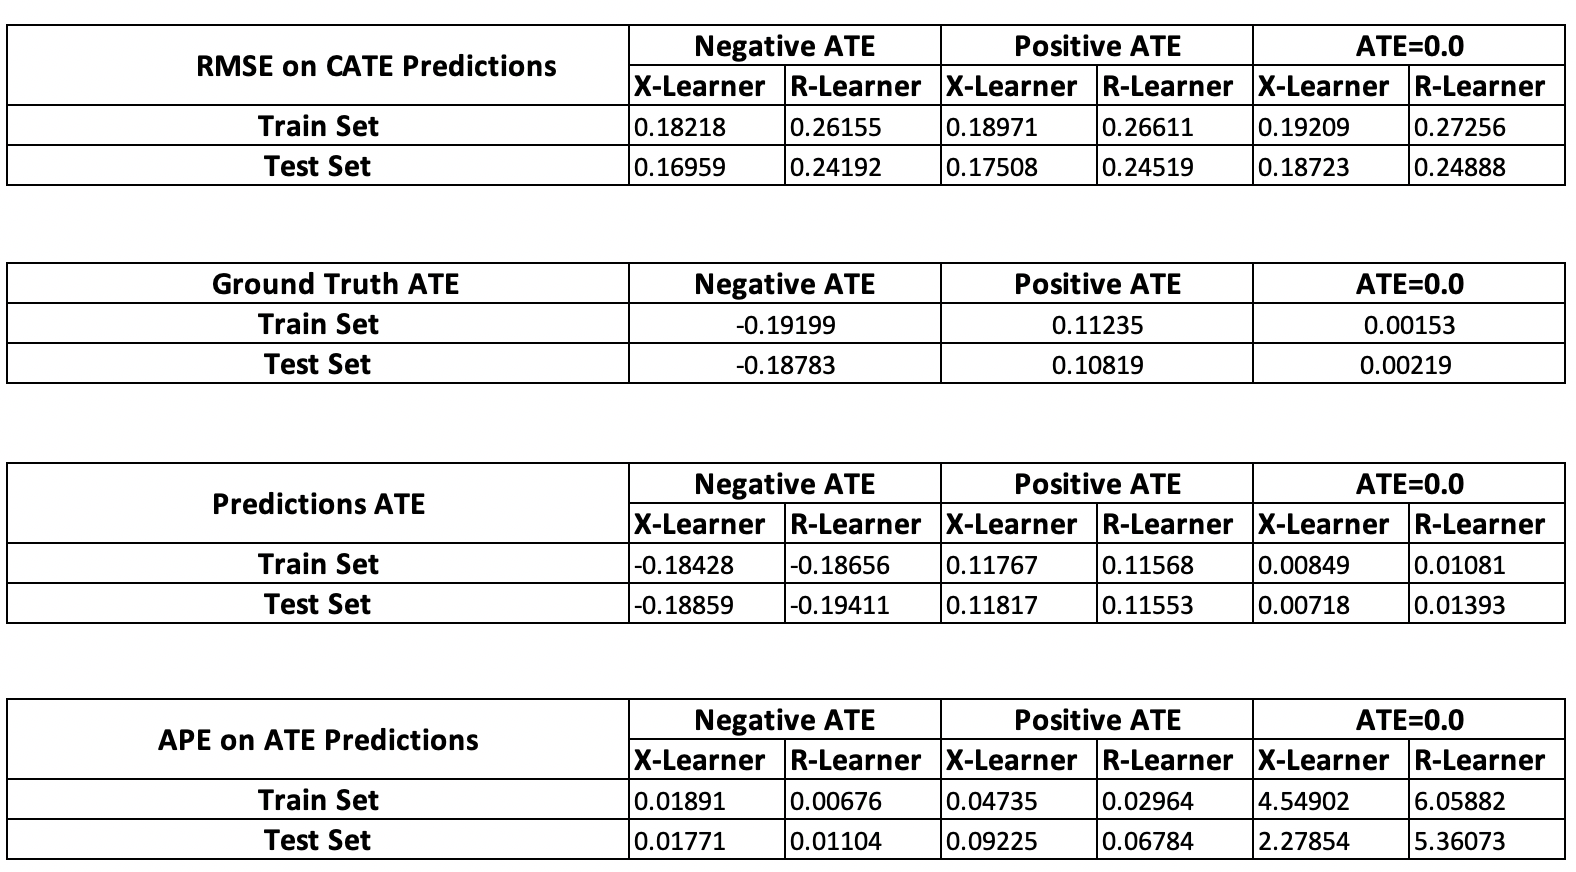 RMSE on CATE Predictions Negative ATE Positive ATE ATE=0.0
X-Learner R-Learner X-Learner R-Learner X-Learner R-Learner
Train Set 0.18218 0.26155 0.18971 0.26611 0.19209 0.27256
Test Set 0.16959 0.24192 0.17508 0.24519 0.18723 0.24888
Ground Truth ATE Negative ATE Positive ATE ATE=0.0
Train Set -0.19199 0.11235 0.00153
Test Set -0.18783 0.10819 0.00219
Predictions ATE Negative ATE Positive ATE ATE=0.0
X-Learner R-Learner X-Learner R-Learner X-Learner R-Learner
Train Set -0.18428 -0.18656 0.11767 0.11568 0.00849 0.01081
Test Set -0.18859 -0.19411 0.11817 0.11553 0.00718 0.01393
APE on ATE Predictions Negative ATE Positive ATE ATE=0.0
X-Learner R-Learner X-Learner R-Learner X-Learner R-Learner
Train Set 0.01891 0.00676 0.04735 0.02964 4.54902 6.05882
Test Set 0.01771 0.01104 0.09225 0.06784 2.27854 5.36073